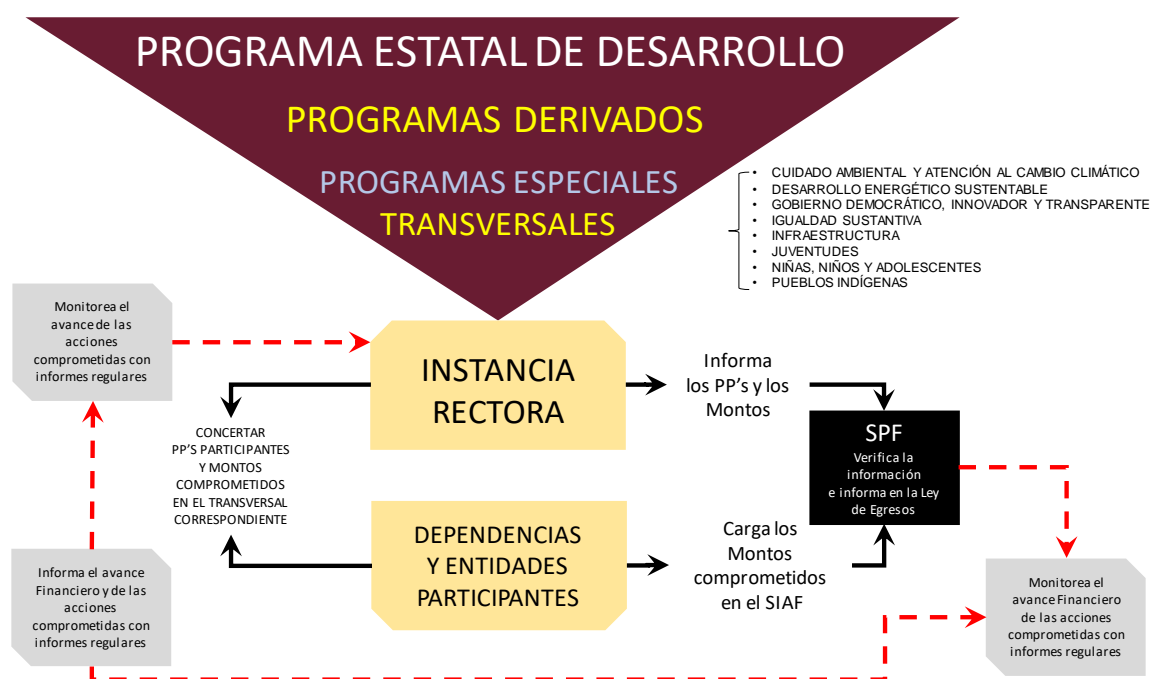 PROGRAMA ESTATAL DE DESARROLLO
PROGRAMAS DERIVADOS
PROGRAMAS ESPECIALES
TRANSVERSALES
• CUIDADO AMBIENTAL Y ATENCIÓN AL CAMBIO CLIMÁTICO
• DESARROLLO ENERGÉTICO SUSTENTABLE
• GOBIERNO DEMOCRÁTICO, INNOVADOR Y TRANSPARENTE
• IGUALDAD SUSTANTIVA
• INFRAESTRUCTURA
• JUVENTUDES
• NIÑAS, NIÑOS Y ADOLESCENTES
• PUEBLOS INDÍGENAS
Monitorea el
avance de las
acciones
comprometidas con
informes regulares
INSTANCIA
RECTORA
Informa
los PP's y los
Montos
CONCERTAR
PP'S PARTICIPANTES
Y MONTOS
COMPROMETIDOS
EN EL TRANSVERSAL
CORRESPONDIENTE
SPF
Verifica la
información
e informa en la Ley
de Egresos
DEPENDENCIAS
Y ENTIDADES
PARTICIPANTES
Carga los
Montos
comprometidos
en el SIAF
Informa el avance
Financiero y de las
acciones
comprometidas con
informes regulares
Monitorea el
avance Financiero
de las acciones
comprometidas con
informes regulares